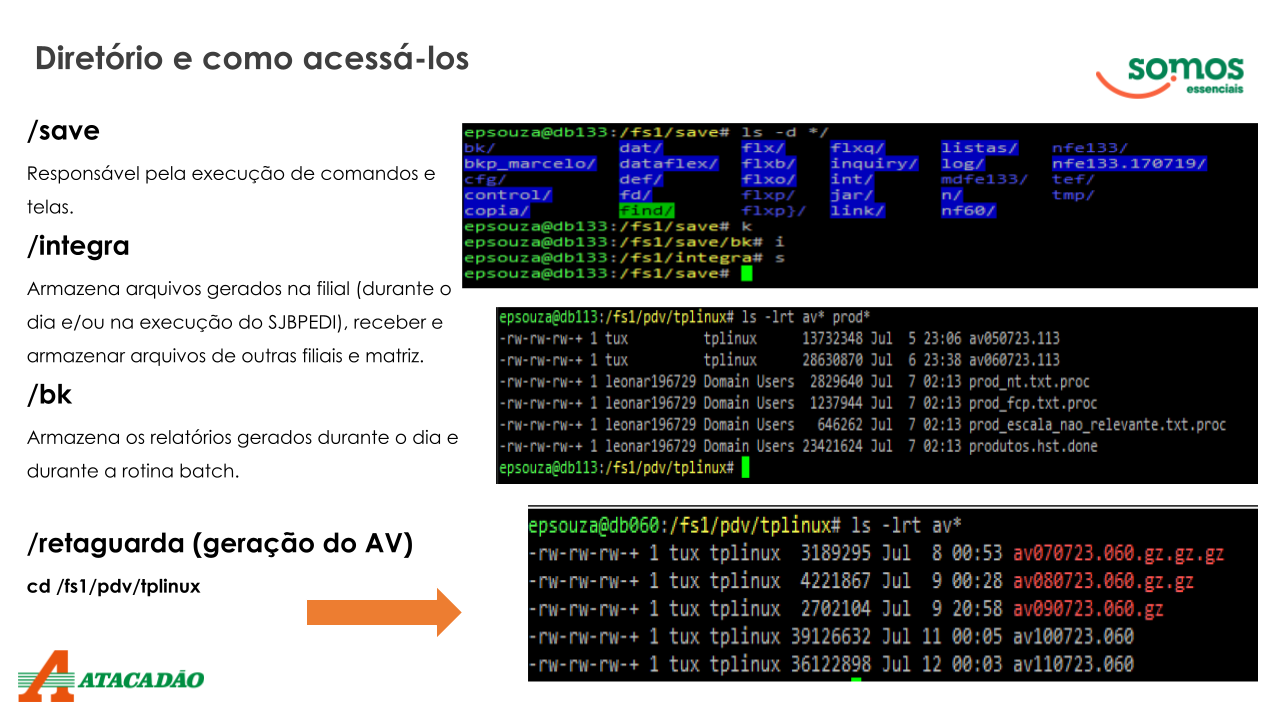 Diretório e como acessá-los
somos
essenciais
/save
Responsável pela execução de comandos e
telas.
/integra
Armazena arquivos gerados na filial (durante o
dia e/ou na execução do SJBPEDI), receber e
armazenar arquivos de outras filiais e matriz.
/bk
Armazena os relatórios gerados durante o dia e
durante a rotina batch.
/retaguarda (geração do AV)
cd /fs1/pdv/tplinux
ATACADÃO
epsouza@db133:/fs1/save# ls -d */
bk/ dat/ flx/ flxq/ listas/ nfe133/
bkp_marcelo/ dataflex/ flxb/ inquiry/ log/ nfe133.170719/
cfg/ def/ flxo/ int/ mdfe133/ tef/
control/ fd/ flxp/ jar/ n/ tmp/
copia/ find/ flxp}/ link/ nf60/
epsouza@db133:/fs1/save# k
epsouza@db133:/fs1/save/bk# i
epsouza@db133:/fs1/integra# s
epsouza@db133:/fs1/save#
epsouza@db113:/fs1/pdv/tplinux# ls -lrt av* prod*
-rw-rw-rw-+ 1 tux tplinux 13732348 Jul 5 23:06 av050723.113
-rw-rw-rw-+ 1 tux tplinux 28630870 Jul 6 23:38 av060723.113
-rw-rw-rw-+ 1 leonar196729 Domain Users 2829640 Jul 7 02:13 prod_nt.txt.proc
-rw-rw-rw-+ 1 leonar196729 Domain Users 1237944 Jul 7 02:13 prod_fcp.txt.proc
-rw-rw-rw-+ 1 leonar196729 Domain Users 646262 Jul 7 02:13 prod_escala_nao_relevante.txt.proc
-rw-rw-rw-+ 1 leonar196729 Domain Users 23421624 Jul 7 02:13 produtos.hst.done
epsouza@db113:/fs1/pdv/tplinux#
epsouza@db060:/fs1/pdv/tplinux# ls -lrt av*
-rw-rw-rw-+ 1 tux tplinux 3189295 Jul 8 00:53 av070723.060.gz.gz.gz
-rw-rw-rw-+ 1 tux tplinux 4221867 Jul 9 00:28 av080723.060.gz.gz
-rw-rw-rw-+ 1 tux tplinux 2702104 Jul 9 20:58 av090723.060.gz
-rw-rw-rw-+ 1 tux tplinux 39126632 Jul 11 00:05 av100723.060
-rw-rw-rw-+ 1 tux tplinux 36122898 Jul 12 00:03 av110723.060